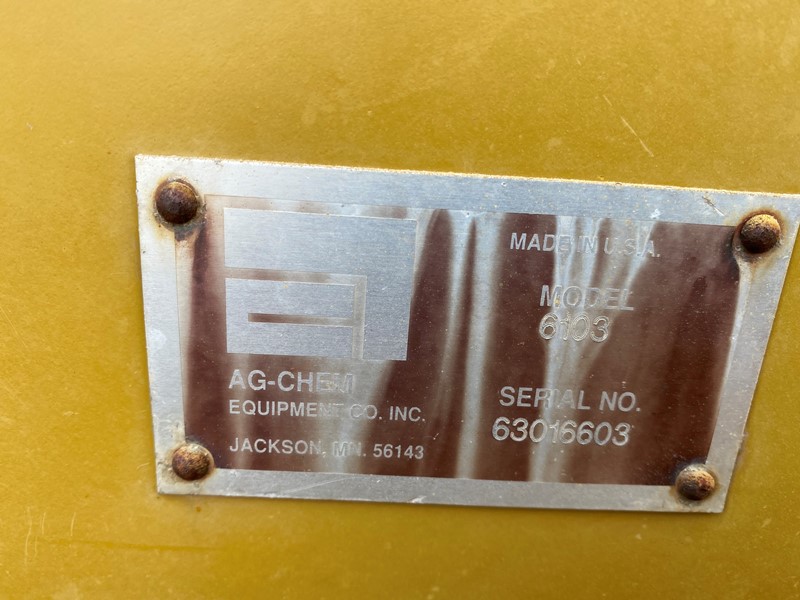 MADE IN U.S.A.
MODEL
6103
AG-CHEM
EQUIPMENT CO. INC.
JACKSON, MN. 56143
SERIAL NO.
63016603